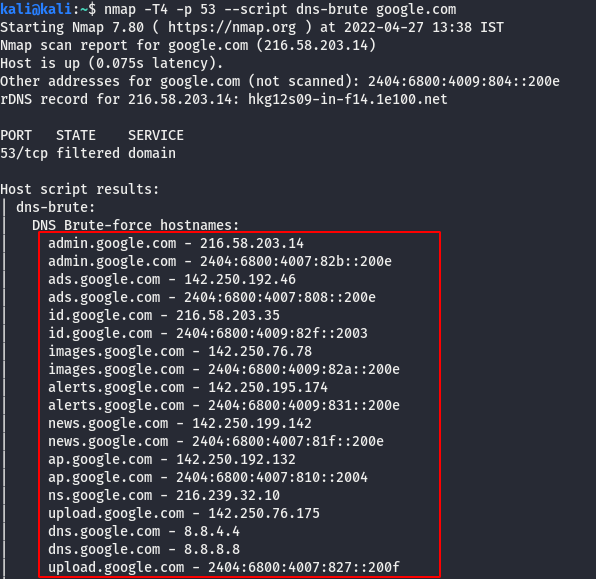 kali@kali:~$ nmap -T4 -p 53 --script dns-brute google.com
Starting Nmap 7.80 ( https://nmap.org ) at 2022-04-27 13:38 IST
Nmap scan report for google.com (216.58.203.14)
Host is up (0.075s latency).
Other addresses for google.com (not scanned): 2404:6800:4009:804::200e
rDNS record for 216.58.203.14: hkg12s09-in-f14.1e100.net

PORT   STATE    SERVICE
53/tcp filtered domain

Host script results:
| dns-brute:
|   DNS Brute-force hostnames:
|     admin.google.com - 216.58.203.14
|     admin.google.com - 2404:6800:4007:82b::200e
|     ads.google.com - 142.250.192.46
|     ads.google.com - 2404:6800:4007:808::200e
|     id.google.com - 216.58.203.35
|     id.google.com - 2404:6800:4009:82f::2003
|     images.google.com - 142.250.76.78
|     images.google.com - 2404:6800:4009:82a::200e
|     alerts.google.com - 142.250.195.174
|     alerts.google.com - 2404:6800:4009:831::200e
|     news.google.com - 142.250.199.142
|     news.google.com - 2404:6800:4007:81f::200e
|     ap.google.com - 142.250.192.132
|     ap.google.com - 2404:6800:4007:810::2004
|     ns.google.com - 216.239.32.10
|     upload.google.com - 142.250.76.175
|     dns.google.com - 8.8.4.4
|     dns.google.com - 8.8.8.8
|     upload.google.com - 2404:6800:4007:827::200f